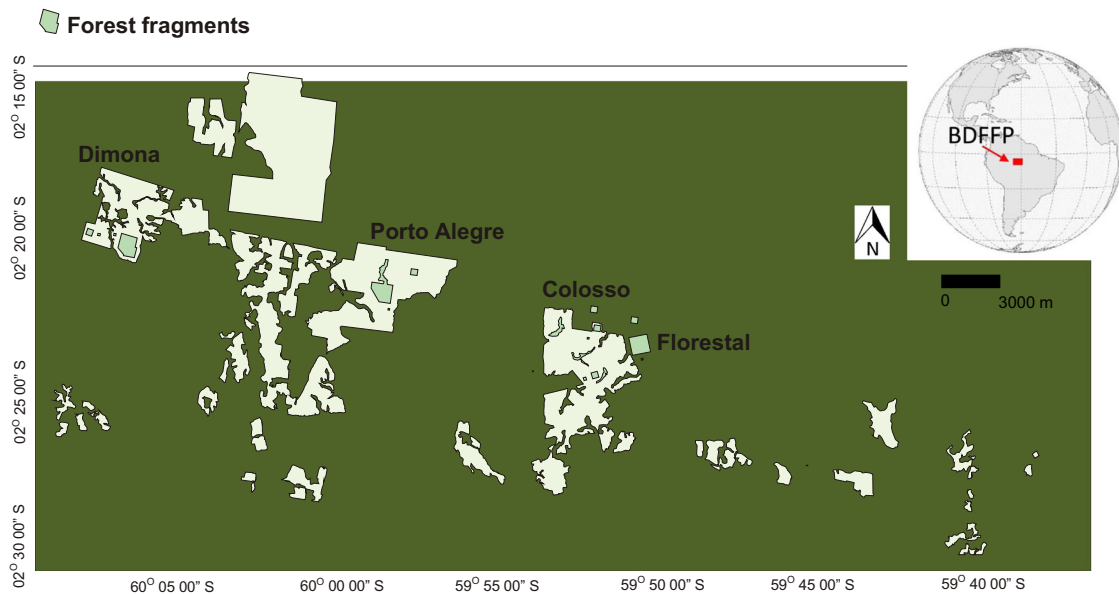 Forest fragments
02° 15' 00" S
BDFFP
Dimona
02° 20' 00" S
Porto Alegre
N
Colosso
0 3000 m
Florestal
02° 25' 00" S
02° 30' 00" S
60° 05' 00" S
60° 00' 00" S
59° 55' 00" S
59° 50' 00" S
59° 45' 00" S
59° 40' 00" S